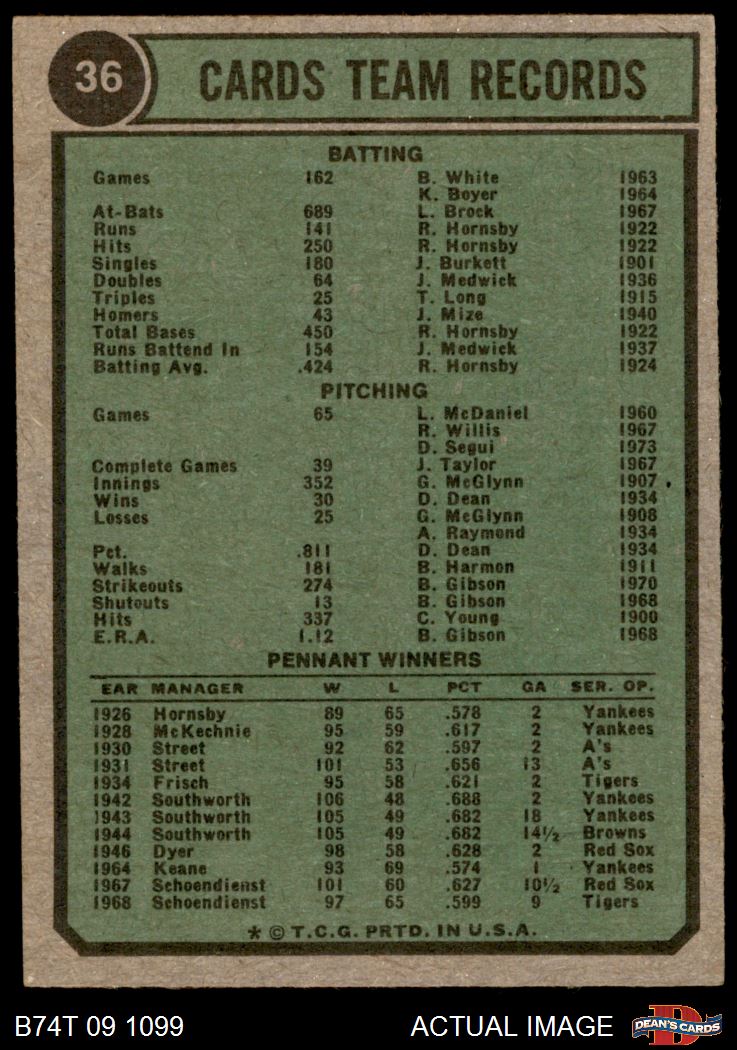 36 CARDS TEAM RECORDS
BATTING
Games 162 B. White 1963
K. Boyer 1964
At-Bats 689 L. Brock 1967
Runs 141 R. Hornsby 1922
Hits 250 R. Hornsby 1922
Singles 180 J. Burkett 1901
Doubles 64 J. Medwick 1936
Triples 25 T. Long 1915
Homers 43 J. Mize 1940
Total Bases 450 R. Hornsby 1922
Runs Battend In 154 J. Medwick 1937
Batting Avg. .424 R. Hornsby 1924
PITCHING
Games 65 L. McDaniel 1960
R. Willis 1967
D. Segui 1973
Complete Games 39 J. Taylor 1967
Innings 352 G. McGlynn 1907
Wins 30 D. Dean 1934
Losses 25 G. McGlynn 1908
A. Raymond 1934
Pct. .811 D. Dean 1934
Walks 181 B. Harmon 1911
Strikeouts 274 B. Gibson 1970
Shutouts 13 B. Gibson 1968
Hits 337 C. Young 1900
E.R.A. 1.12 B. Gibson 1968
PENNANT WINNERS
EAR MANAGER W L PCT GA SER. OP.
1926 Hornsby 89 65 .578 2 Yankees
1928 McKechnie 95 59 .617 2 Yankees
1930 Street 92 62 .597 2 A's
1931 Street 101 53 .656 13 A's
1934 Frisch 95 58 .621 2 Tigers
1942 Southworth 106 48 .688 2 Yankees
1943 Southworth 105 49 .682 18 Yankees
1944 Southworth 105 49 .682 14½ Browns
1946 Dyer 98 58 .628 2 Red Sox
1964 Keane 93 69 .574 1 Yankees
1967 Schoendienst 101 60 .627 10½ Red Sox
1968 Schoendienst 97 65 .599 9 Tigers
* © T.C.G. PRTD. IN U.S.A.
B74T 09 1099 ACTUAL IMAGE D DEAN'S CARDS